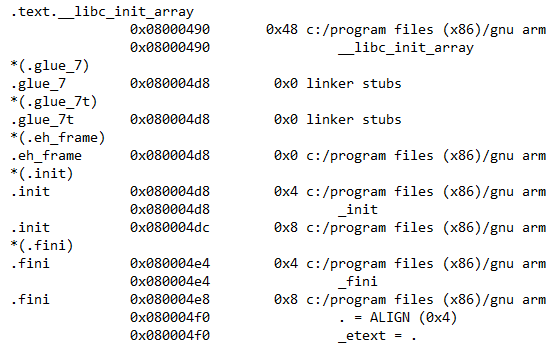 .text.__libc_init_array
0x08000490 0x48 c:/program files (x86)/gnu arm
0x08000490 __libc_init_array
*(.glue_7)
.glue_7 0x080004d8 0x0 linker stubs
*(.glue_7t)
.glue_7t 0x080004d8 0x0 linker stubs
*(.eh_frame)
.eh_frame 0x080004d8 0x0 c:/program files (x86)/gnu arm
*(.init)
.init 0x080004d8 0x4 c:/program files (x86)/gnu arm
0x080004d8 _init
.init 0x080004dc 0x8 c:/program files (x86)/gnu arm
*(.fini)
.fini 0x080004e4 0x4 c:/program files (x86)/gnu arm
0x080004e4 _fini
.fini 0x080004e8 0x8 c:/program files (x86)/gnu arm
0x080004f0 . = ALIGN (0x4)
0x080004f0 _etext = .